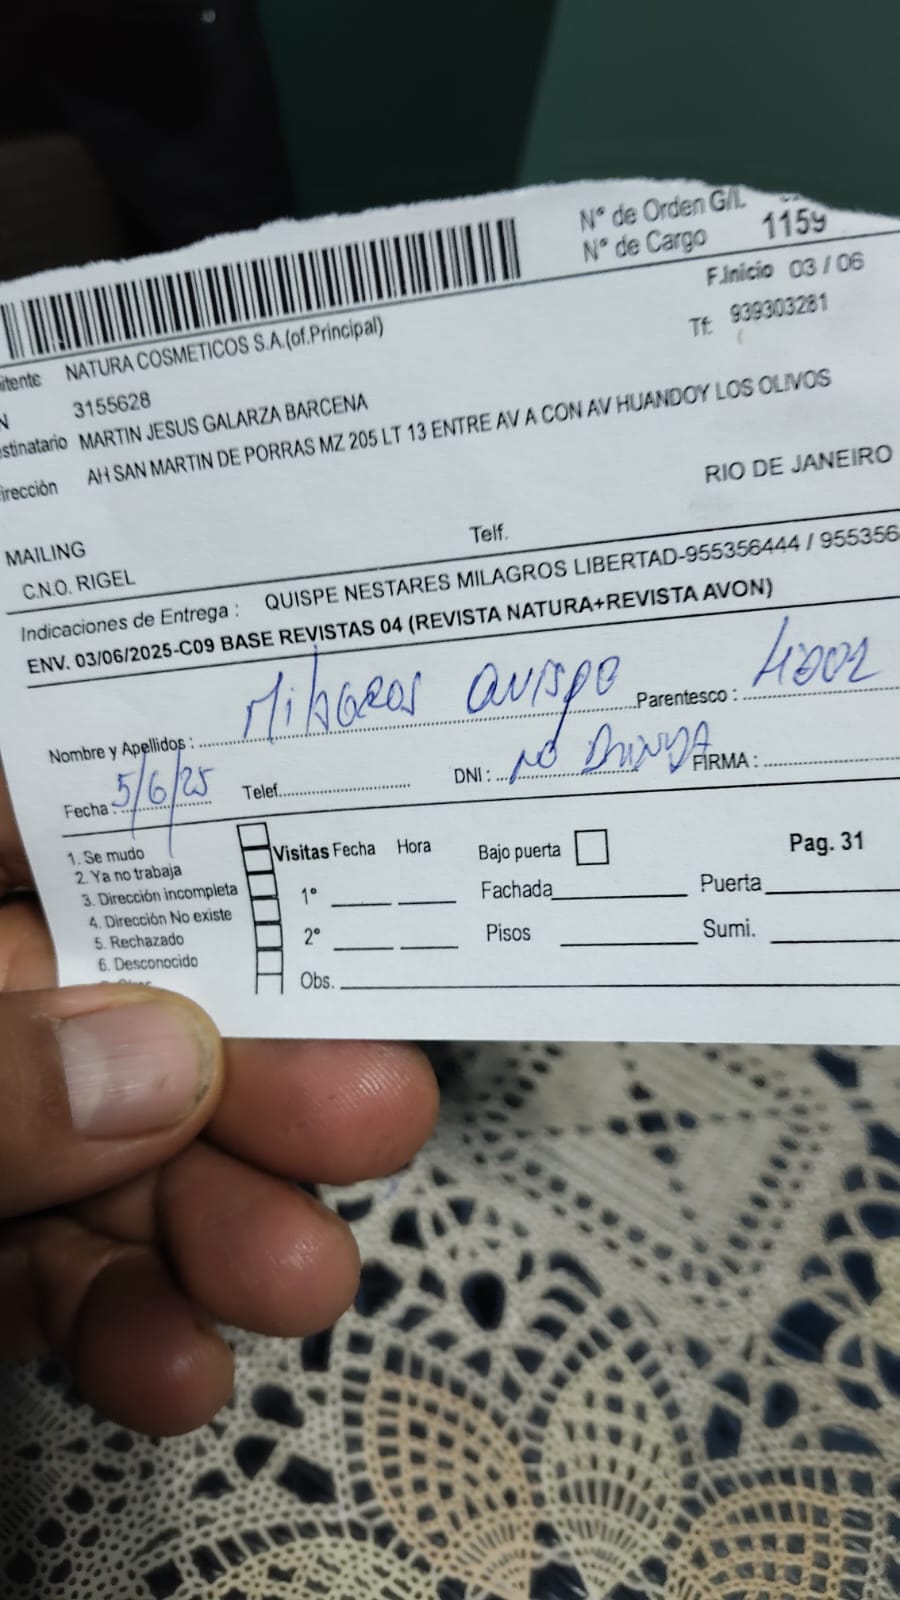 N° de Orden G/L
N° de Cargo 1159
F.Inicio 03 / 06
Tf: 939303281
itente NATURA COSMETICOS S.A.(of.Principal)
N 3155628
estinatario MARTIN JESUS GALARZA BARCENA
irección AH SAN MARTIN DE PORRAS MZ 205 LT 13 ENTRE AV A CON AV HUANDOY LOS OLIVOS
RIO DE JANEIRO
MAILING Telf.
C.N.O. RIGEL
Indicaciones de Entrega : QUISPE NESTARES MILAGROS LIBERTAD-955356444 / 955356
ENV. 03/06/2025-C09 BASE REVISTAS 04 (REVISTA NATURA+REVISTA AVON)
Nombre y Apellidos : Milagros Quispe Parentesco :
Fecha : 5/6/25 Telef. DNI : NO FIRMA :
1. Se mudo
2. Ya no trabaja
3. Dirección incompleta
4. Dirección No existe
5. Rechazado
6. Desconocido
Visitas Fecha Hora Bajo puerta Pag. 31
1° Fachada Puerta
2° Pisos Sumi.
Obs.